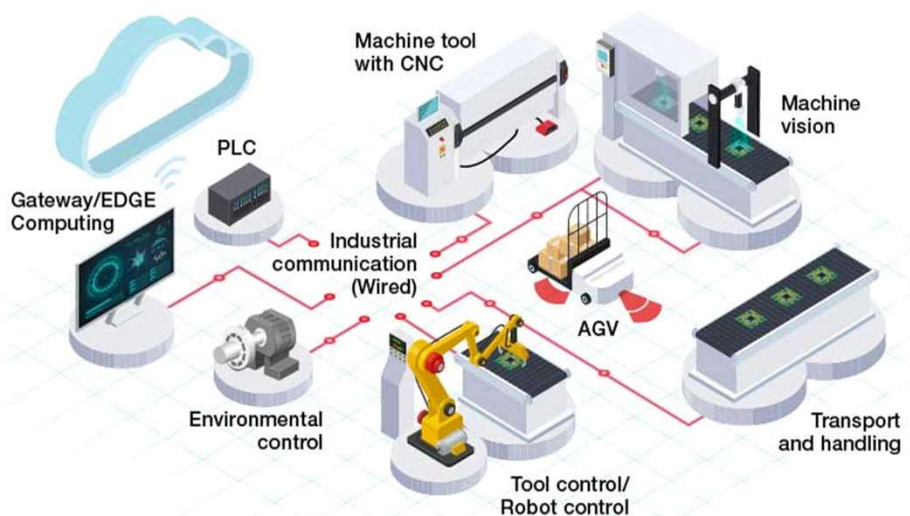 Machine tool
with CNC
Machine
vision
PLC
Gateway/EDGE
Computing
Industrial
communication
(Wired)
AGV
Environmental
control
Transport
and handling
Tool control/
Robot control